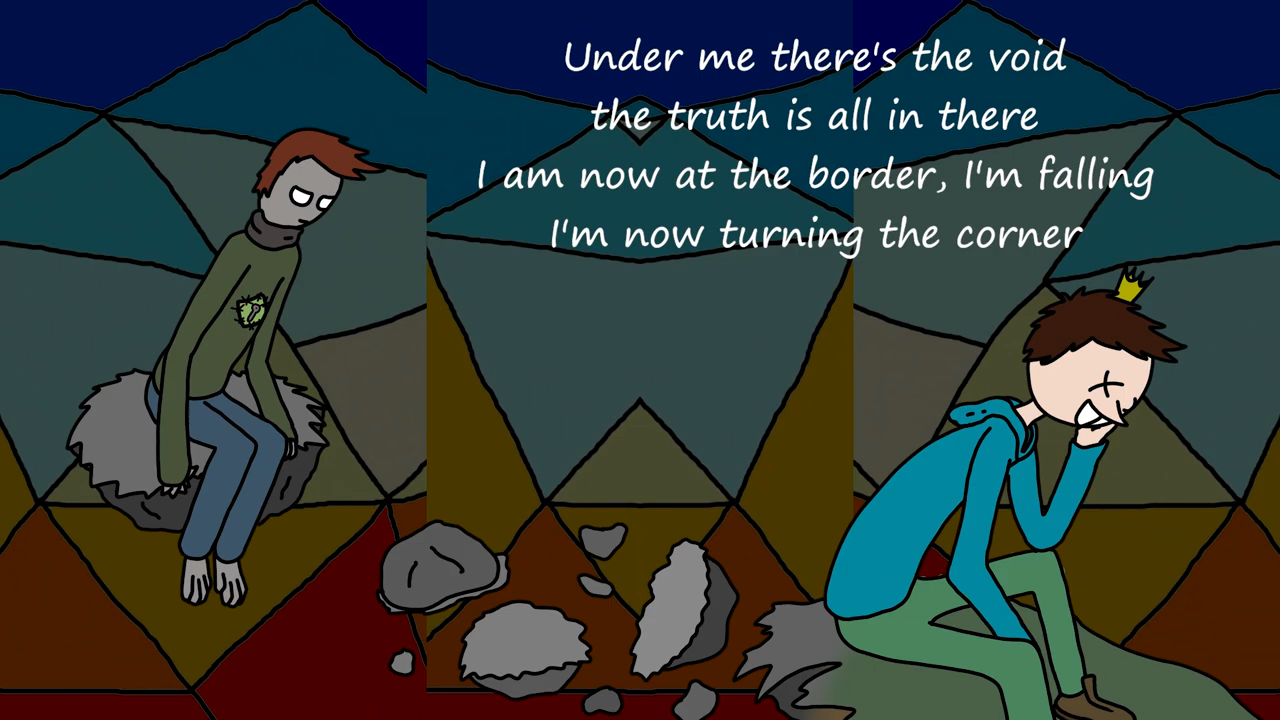 Under me there's the void
the truth is all in there
I am now at the border, I'm falling
I'm now turning the corner